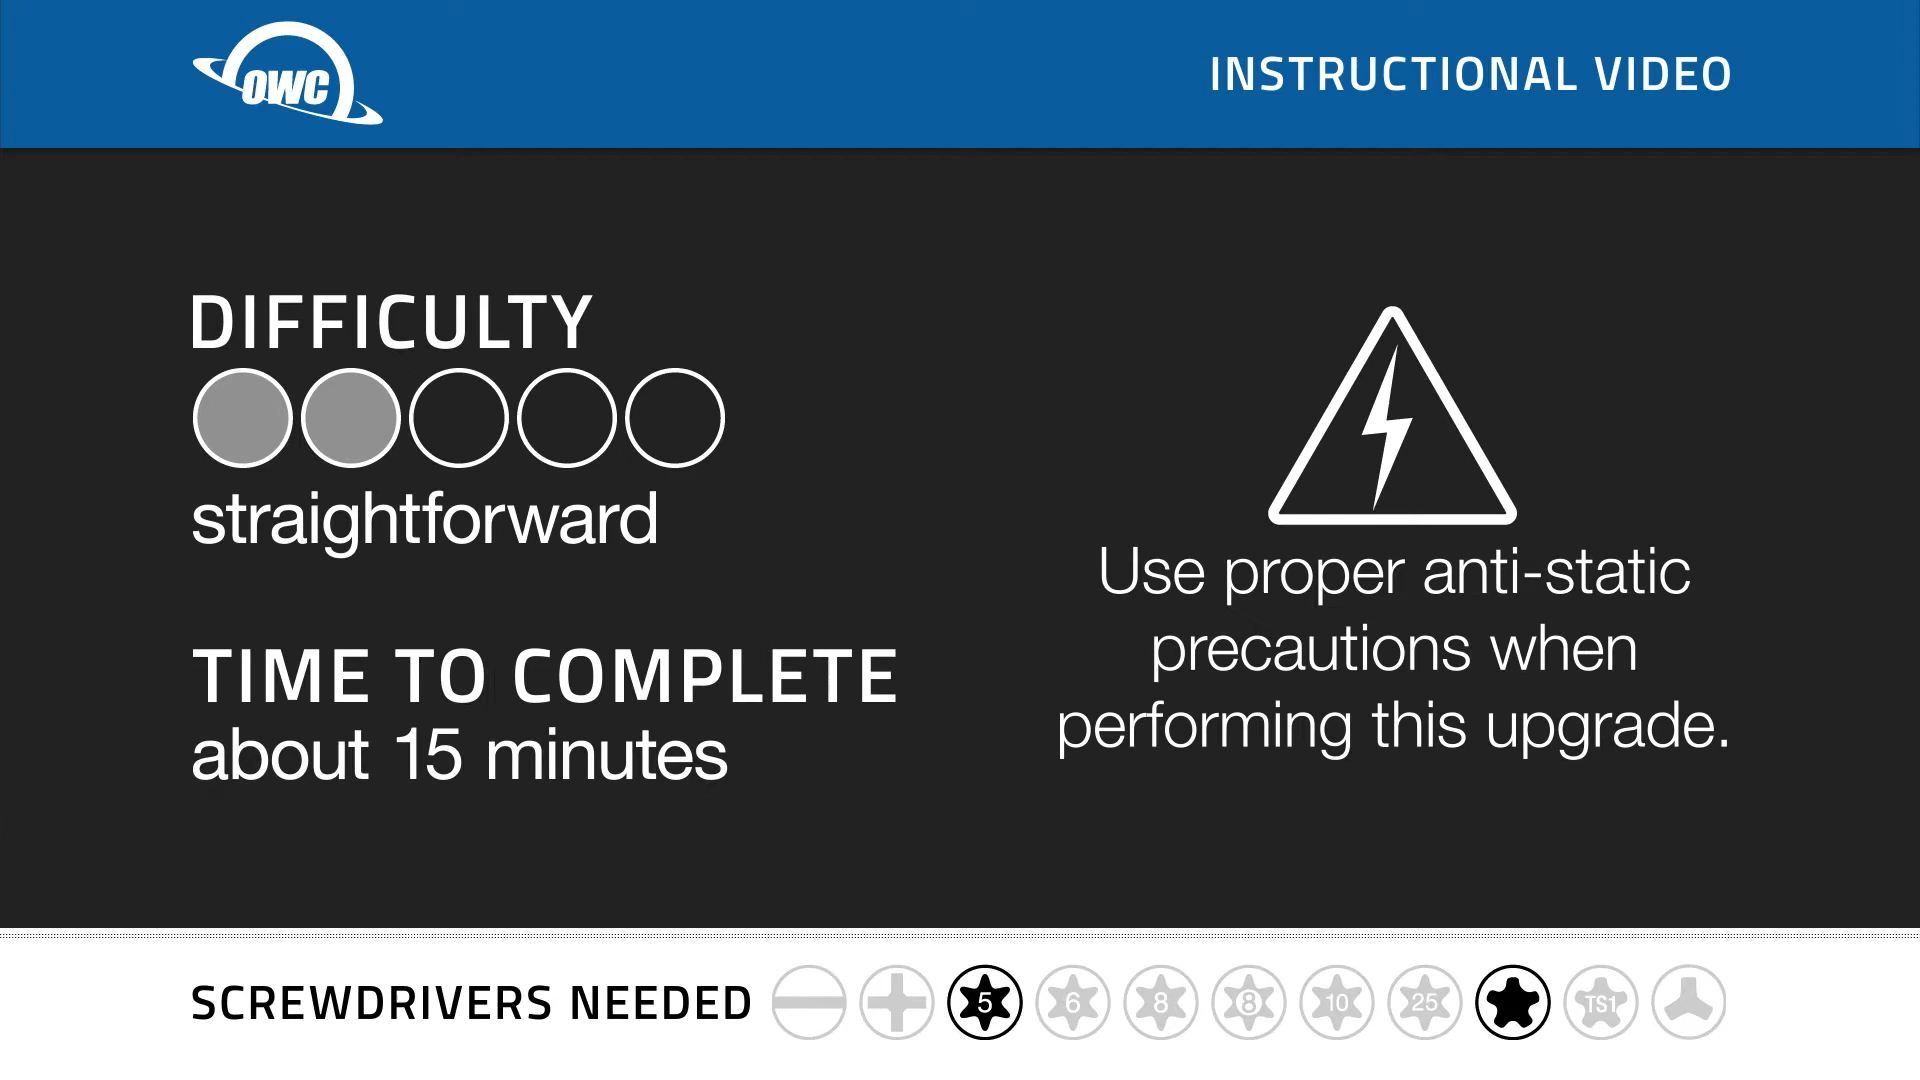 OWC
INSTRUCTIONAL VIDEO
DIFFICULTY
straightforward
TIME TO COMPLETE
about 15 minutes
Use proper anti-static
precautions when
performing this upgrade.
SCREWDRIVERS NEEDED 5 6 8 8 10 25 TS1